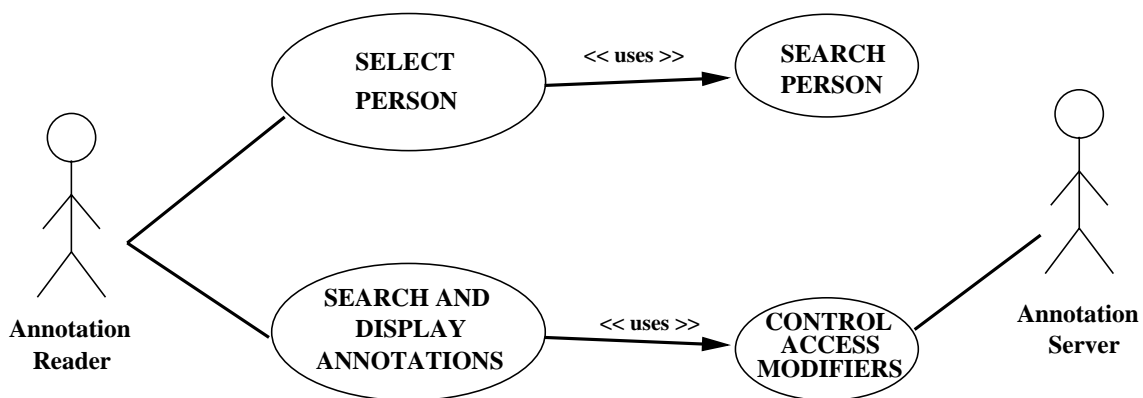 SELECT
PERSON
<< uses >>
SEARCH
PERSON
Annotation
Reader
SEARCH AND
DISPLAY
ANNOTATIONS
<< uses >>
CONTROL
ACCESS
MODIFIERS
Annotation
Server